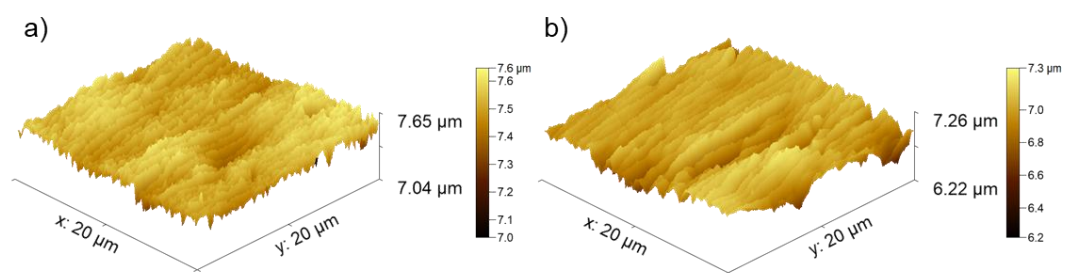 a)
7.65 µm
7.04 µm
x: 20 µm
y: 20 µm
7.6 µm
7.6
7.5
7.4
7.3
7.2
7.1
7.0
b)
7.26 µm
6.22 µm
x: 20 µm
y: 20 µm
7.3 µm
7.0
6.8
6.6
6.4
6.2